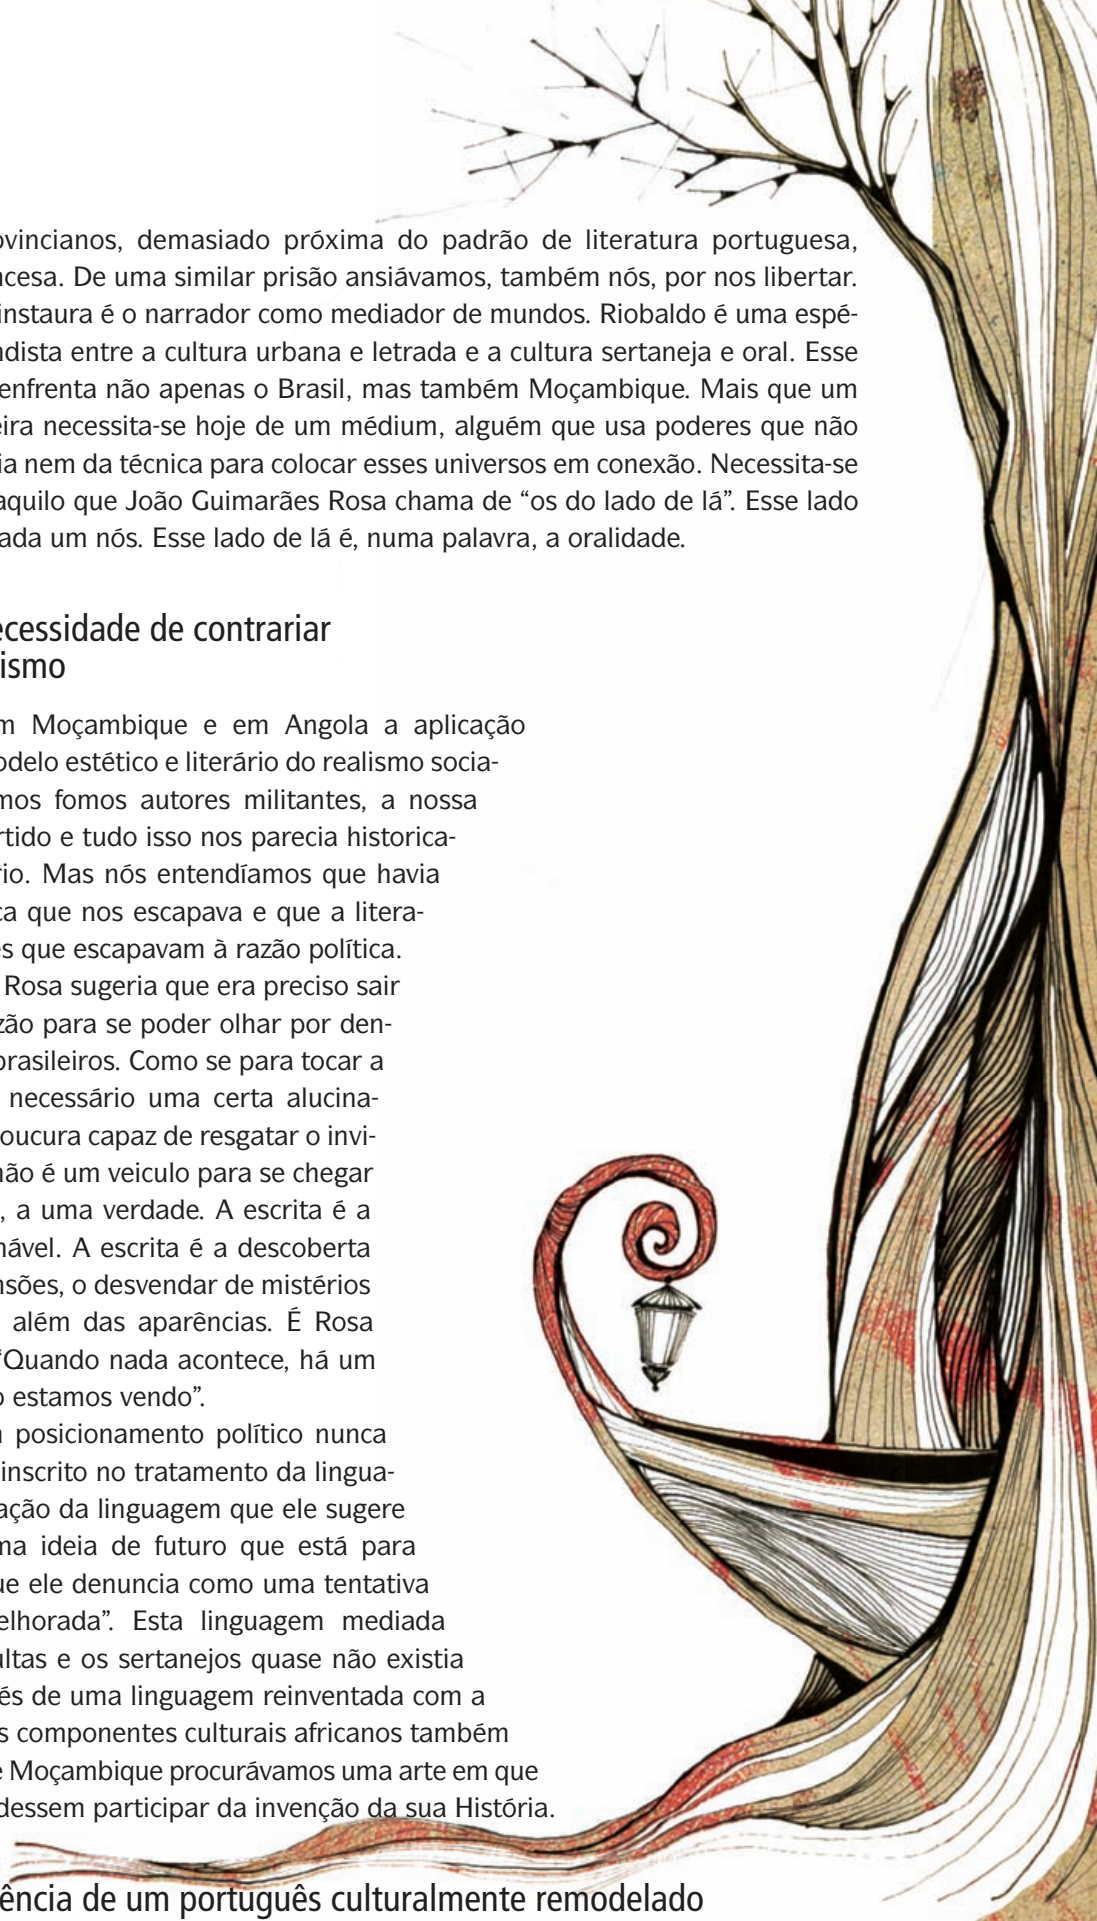 ovincianos, demasiado próxima do padrão de literatura portuguesa,
ncesa. De uma similar prisão ansiávamos, também nós, por nos libertar.
instaura é o narrador como mediador de mundos. Riobaldo é uma espé-
ndista entre a cultura urbana e letrada e a cultura sertaneja e oral. Esse
enfrenta não apenas o Brasil, mas também Moçambique. Mais que um
eira necessita-se hoje de um médium, alguém que usa poderes que não
ia nem da técnica para colocar esses universos em conexão. Necessita-se
aquilo que João Guimarães Rosa chama de “os do lado de lá”. Esse lado
ada um nós. Esse lado de lá é, numa palavra, a oralidade.
ecessidade de contrariar
ismo
m Moçambique e em Angola a aplicação
odelo estético e literário do realismo socia-
mos fomos autores militantes, a nossa
rtido e tudo isso nos parecia historica-
rio. Mas nós entendíamos que havia
ca que nos escapava e que a litera-
es que escapavam à razão política.
Rosa sugeria que era preciso sair
zão para se poder olhar por den-
brasileiros. Como se para tocar a
necessário uma certa alucina-
oucura capaz de resgatar o invi-
não é um veiculo para se chegar
, a uma verdade. A escrita é a
nável. A escrita é a descoberta
nsões, o desvendar de mistérios
além das aparências. É Rosa
“Quando nada acontece, há um
o estamos vendo”.
posicionamento político nunca
inscrito no tratamento da lingua-
ação da linguagem que ele sugere
ma ideia de futuro que está para
ue ele denuncia como uma tentativa
elhorada”. Esta linguagem mediada
ultas e os sertanejos quase não existia
és de uma linguagem reinventada com a
s componentes culturais africanos também
e Moçambique procurávamos uma arte em que
dessem participar da invenção da sua História.
ência de um português culturalmente remodelado